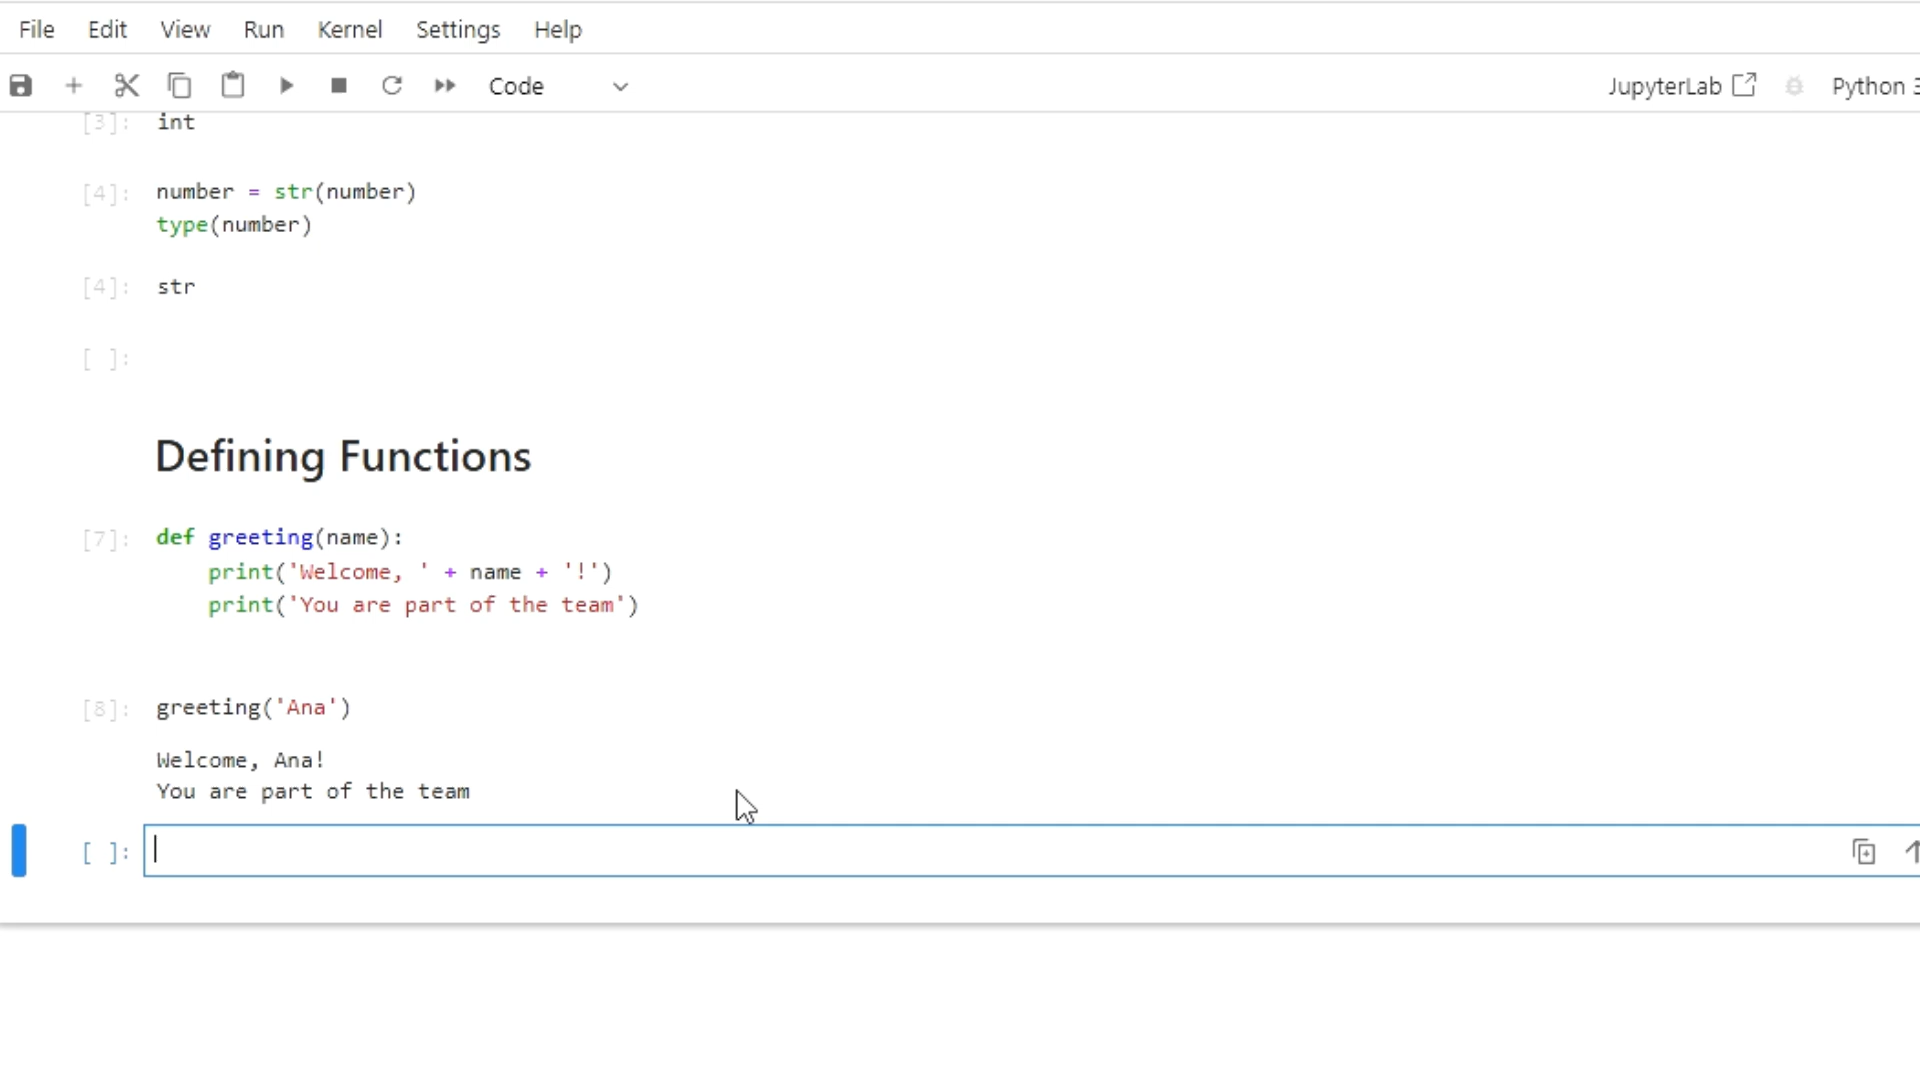 File Edit View Run Kernel Settings Help
Code JupyterLab Python 3
[3]: int
[4]: number = str(number)
type(number)
[4]: str
[ ]:
Defining Functions
[7]: def greeting(name):
    print('Welcome, ' + name + '!')
    print('You are part of the team')
[8]: greeting('Ana')
Welcome, Ana!
You are part of the team
[ ]: